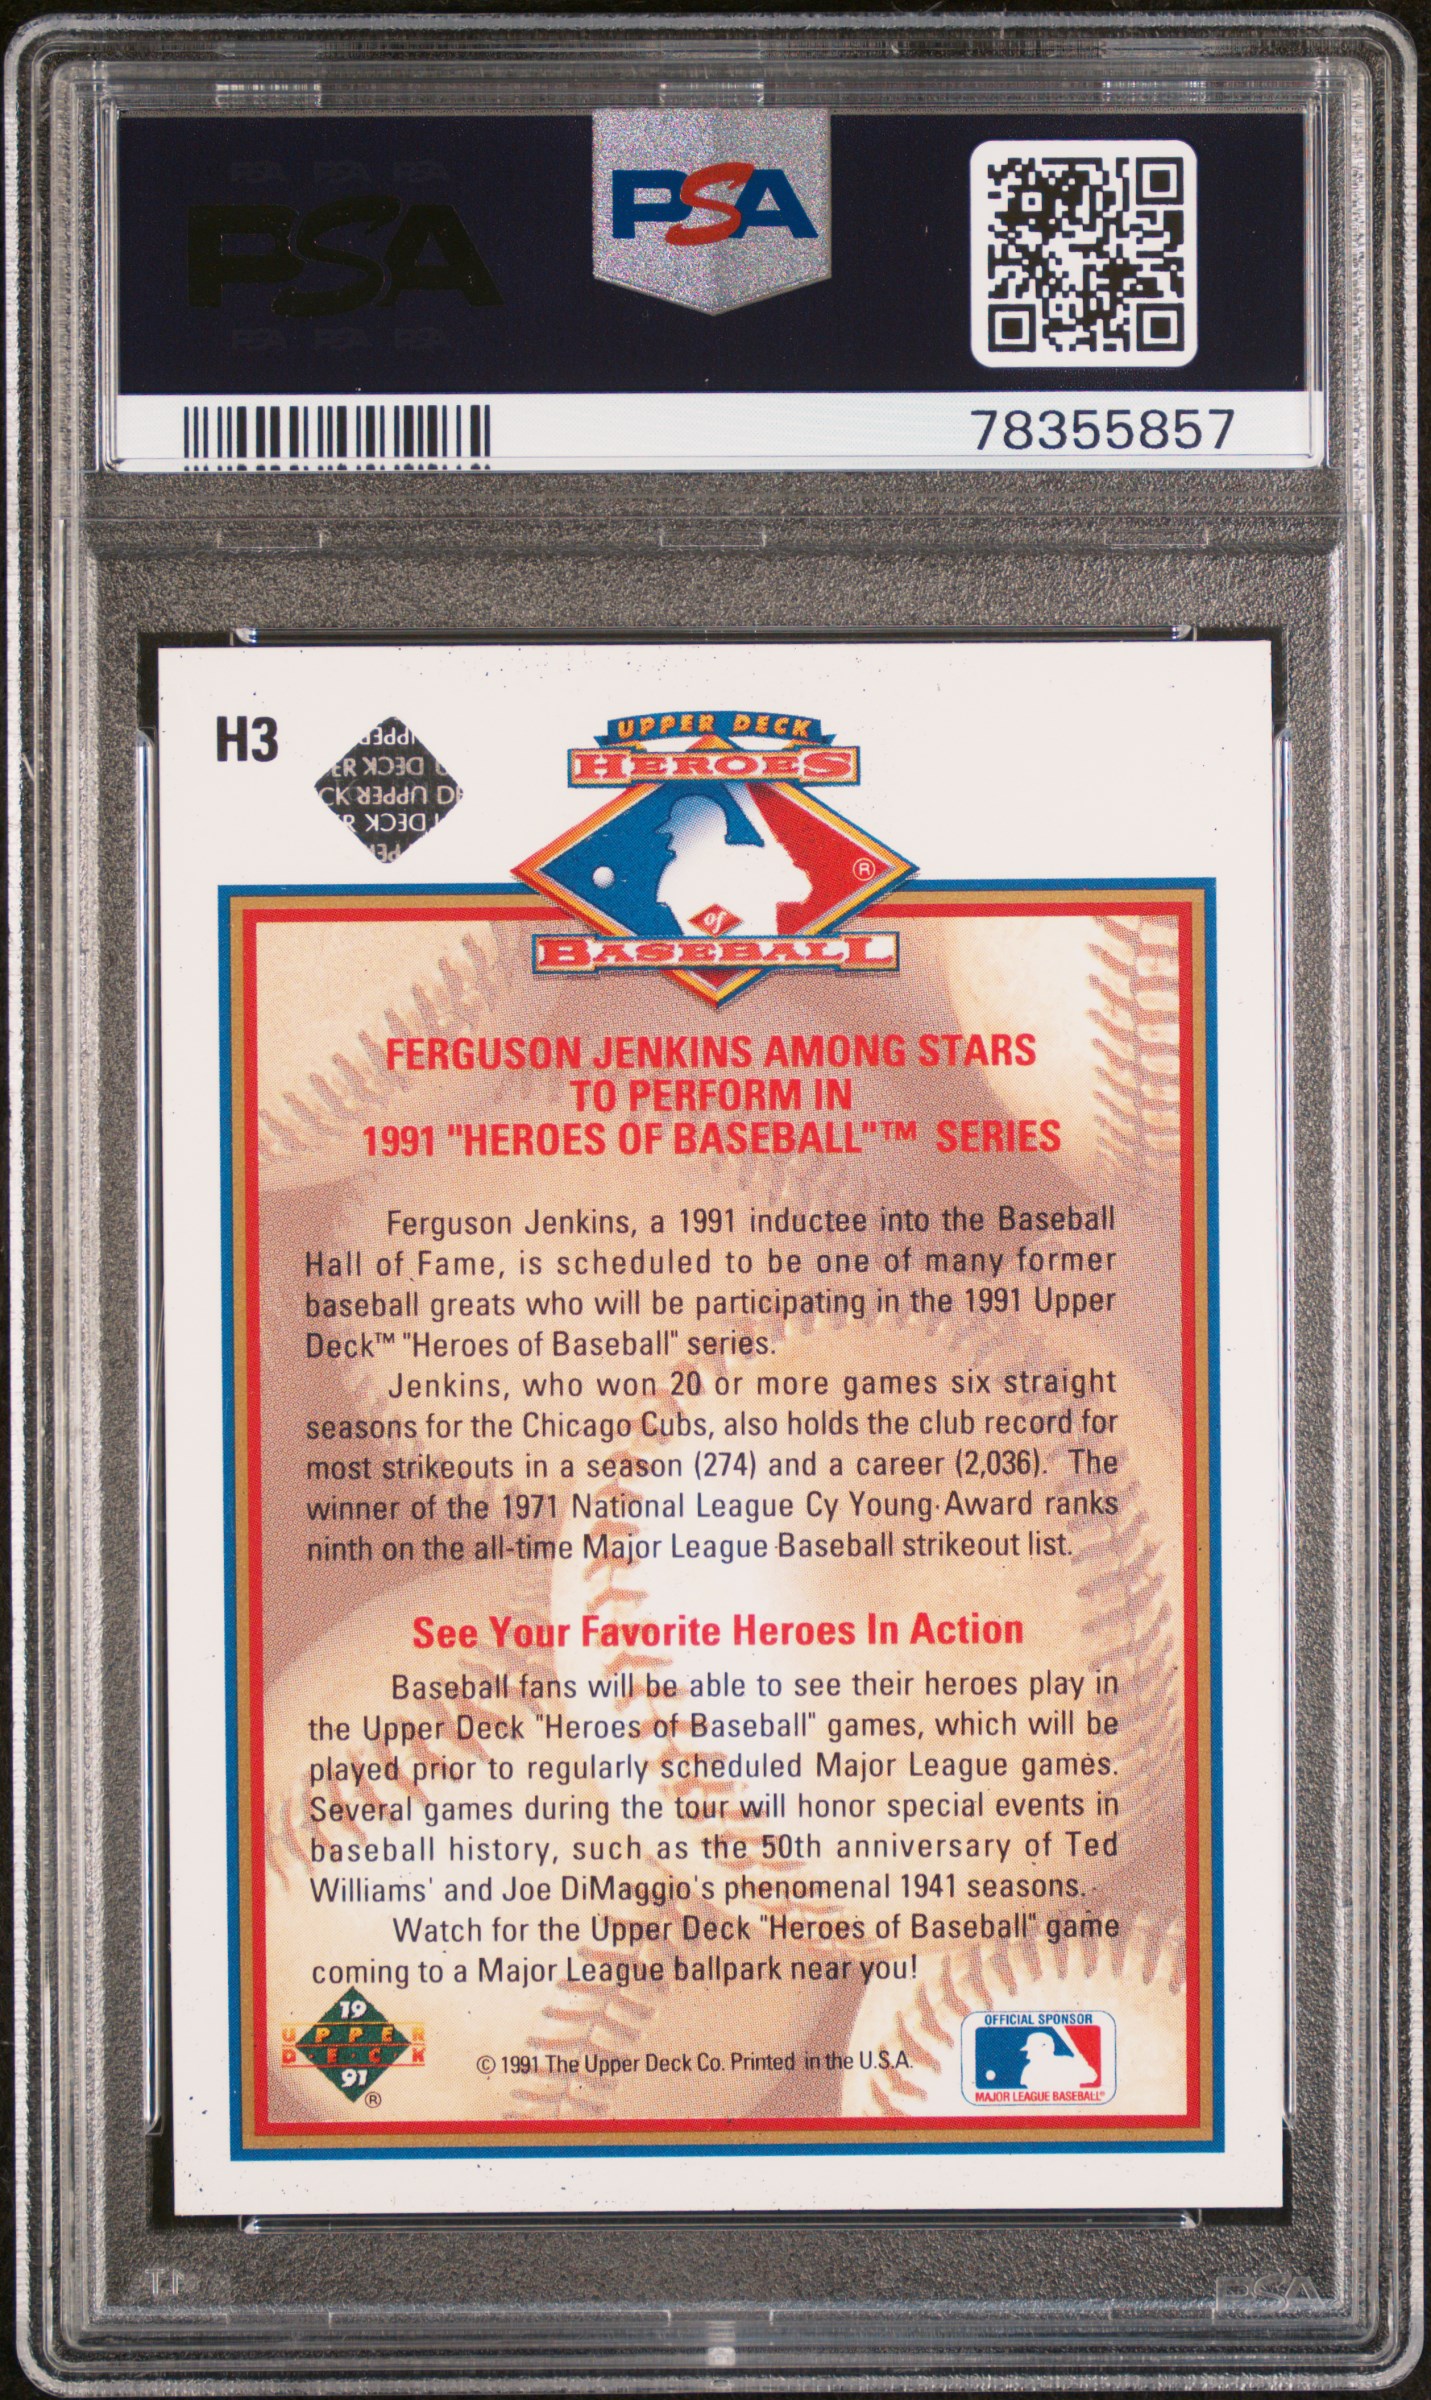 PSA
PSA
78355857
H3
UPPER DECK
HEROES
of
BASEBALL
®
FERGUSON JENKINS AMONG STARS
TO PERFORM IN
1991 "HEROES OF BASEBALL"™ SERIES
Ferguson Jenkins, a 1991 inductee into the Baseball
Hall of Fame, is scheduled to be one of many former
baseball greats who will be participating in the 1991 Upper
Deck™ "Heroes of Baseball" series.
Jenkins, who won 20 or more games six straight
seasons for the Chicago Cubs, also holds the club record for
most strikeouts in a season (274) and a career (2,036). The
winner of the 1971 National League Cy Young Award ranks
ninth on the all-time Major League Baseball strikeout list.
See Your Favorite Heroes In Action
Baseball fans will be able to see their heroes play in
the Upper Deck "Heroes of Baseball" games, which will be
played prior to regularly scheduled Major League games.
Several games during the tour will honor special events in
baseball history, such as the 50th anniversary of Ted
Williams' and Joe DiMaggio's phenomenal 1941 seasons.
Watch for the Upper Deck "Heroes of Baseball" game
coming to a Major League ballpark near you!
19
UPPER
DECK
91
®
© 1991 The Upper Deck Co. Printed in the U.S.A.
OFFICIAL SPONSOR
MAJOR LEAGUE BASEBALL®
PSA